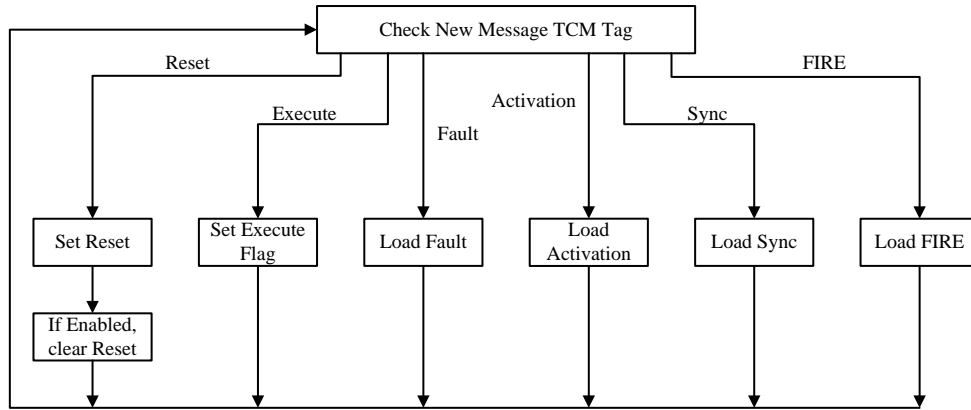 Check New Message TCM Tag
Reset
FIRE
Execute
Activation
Sync
Fault
Set Reset
Set Execute
Flag
Load Fault
Load
Activation
Load Sync
Load FIRE
If Enabled,
clear Reset